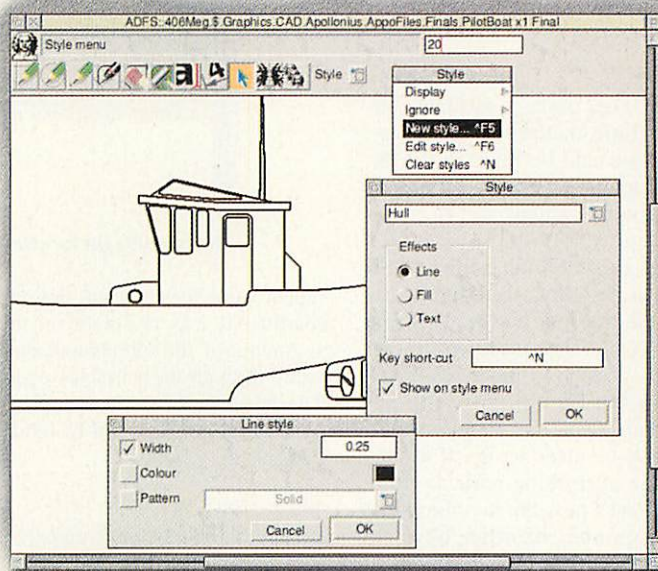 ADFS::406Meg.$.Graphics.CAD.Apollonius.AppoFiles.Finals.PilotBoat x1 Final
Style menu
20
Style
Style
Display
Ignore
New style... ^F5
Edit style... ^F6
Clear styles ^N
Style
Hull
Effects
Line
Fill
Text
Key short-cut ^N
Show on style menu
Cancel OK
Line style
Width 0.25
Colour
Pattern Solid
Cancel OK